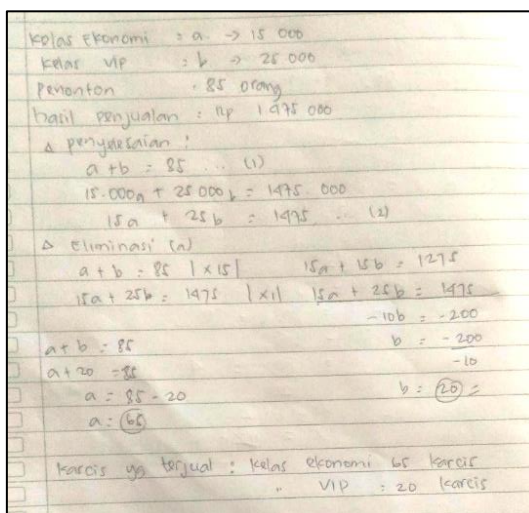 Kelas Ekonomi : a → 15 000
Kelas VIP : b → 25 000
Penonton : 85 orang
hasil penjualan : Rp 1 475 000
Δ penyelesaian :
a + b = 85 ... (1)
15.000a + 25 000b = 1475.000
15a + 25b = 1475 ... (2)
Δ Eliminasi (a)
a + b = 85 | x 15 | 15a + 15b = 1275
15a + 25b = 1475 | x1 | 15a + 25b = 1475
-10b = -200
a + b = 85 b = -200
a + 20 = 85 -10
a = 85 - 20 b = 20 =
a = 65
Karcis yg terjual : Kelas ekonomi 65 karcis
" VIP = 20 karcis